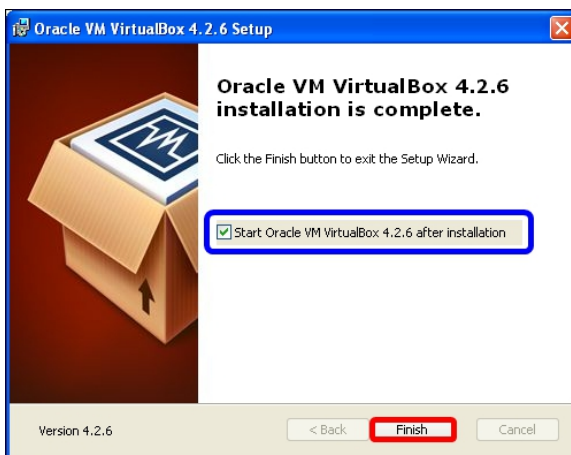 Oracle VM VirtualBox 4.2.6 Setup
Oracle VM VirtualBox 4.2.6
installation is complete.
Click the Finish button to exit the Setup Wizard.
Start Oracle VM VirtualBox 4.2.6 after installation
Version 4.2.6
< Back
Finish
Cancel